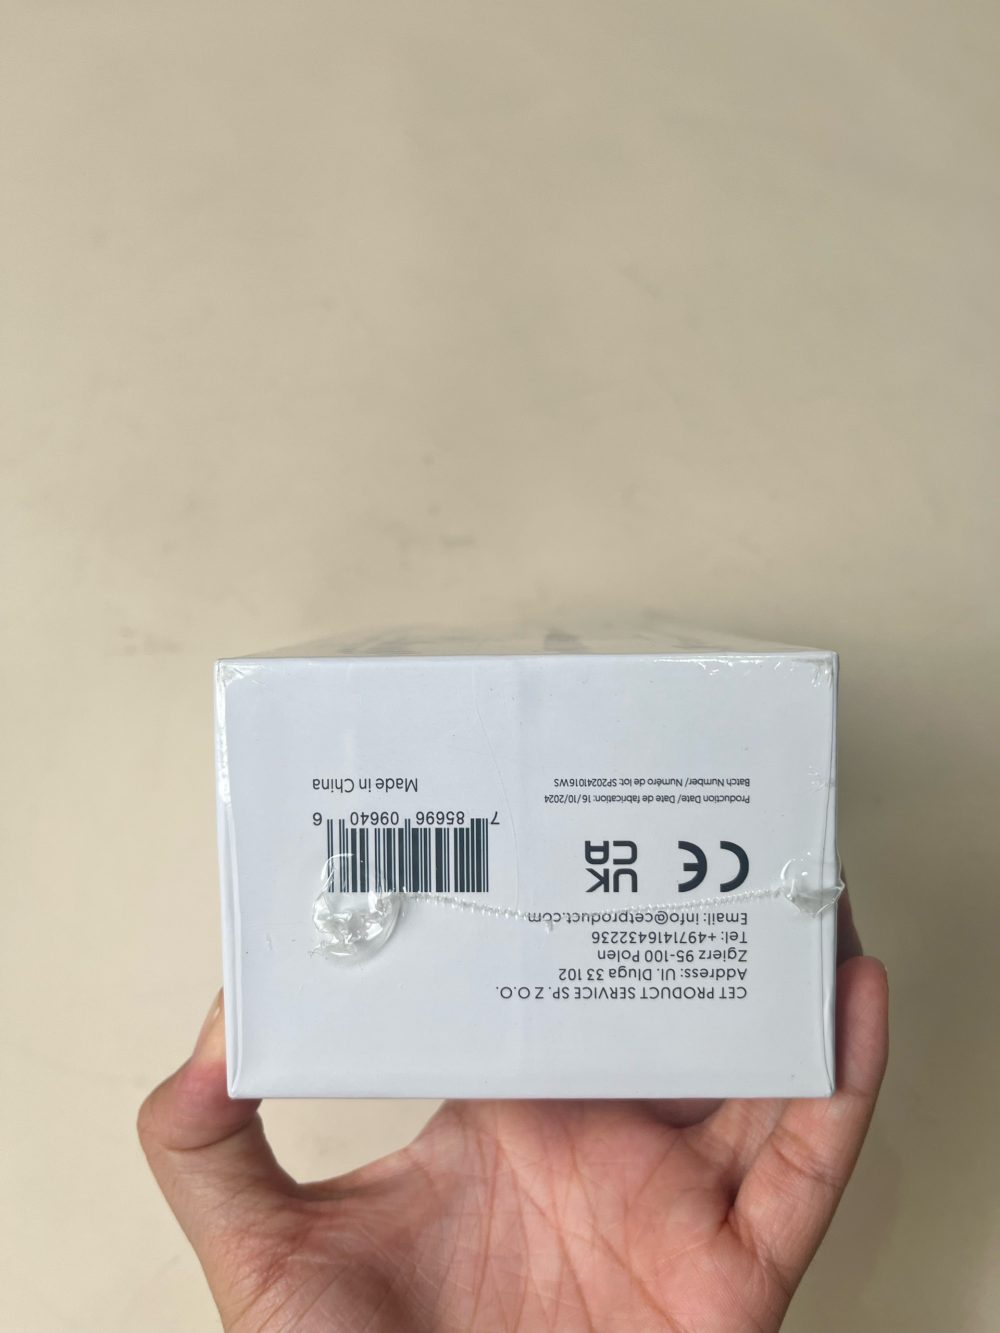 CET PRODUCT SERVICE SP. Z O.O.
Address: Ul. Dluga 33 102
Zgierz 95-100 Polen
Tel: +4971416432236
Email: info@cetproduct.com
CE
UK
CA
Production Date/ Date de fabrication: 16/10/2024
Batch Number/ Numéro de lot: SP20241016WS
7 85696 09640 6
Made in China